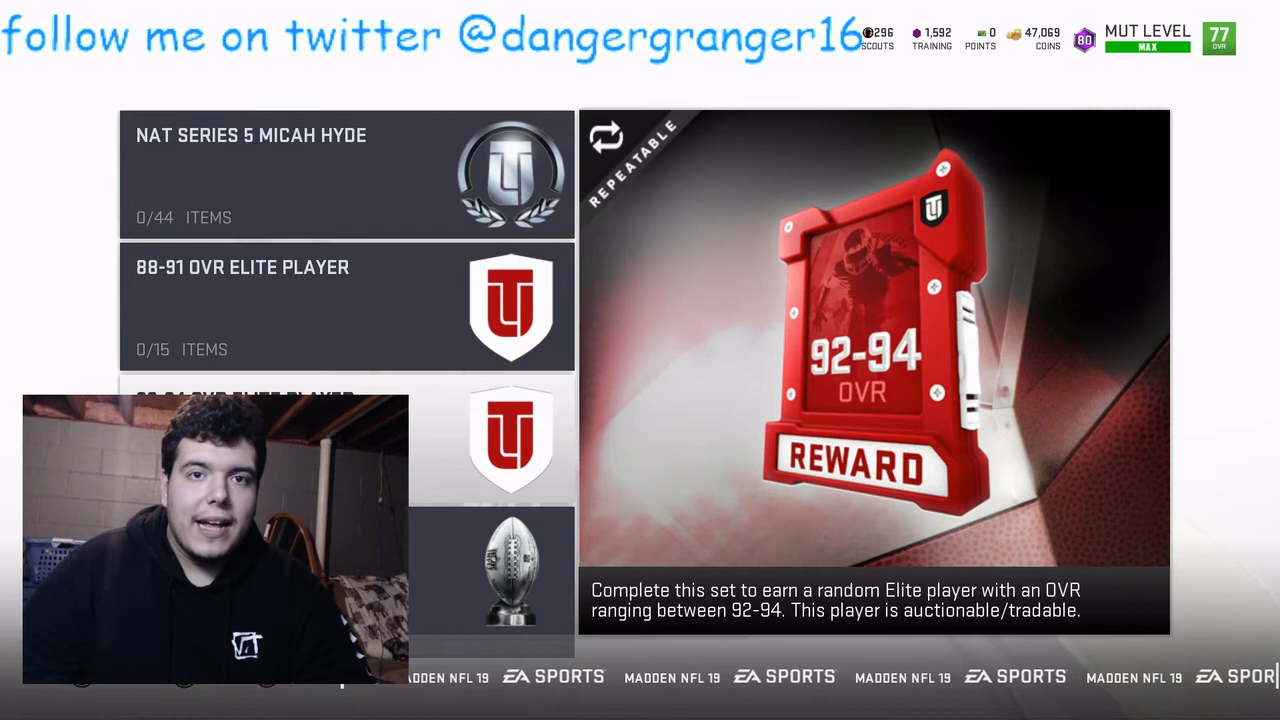 follow me on twitter @dangergranger16
296
SCOUTS
1,592
TRAINING
0
POINTS
47,069
COINS
80
MUT LEVEL
MAX
77
OVR
NAT SERIES 5 MICAH HYDE
0/44 ITEMS
88-91 OVR ELITE PLAYER
0/15 ITEMS
REPEATABLE
92-94
OVR
REWARD
Complete this set to earn a random Elite player with an OVR
ranging between 92-94. This player is auctionable/tradable.
EA SPORTS MADDEN NFL 19 EA SPORTS MADDEN NFL 19 EA SPORTS MADDEN NFL 19